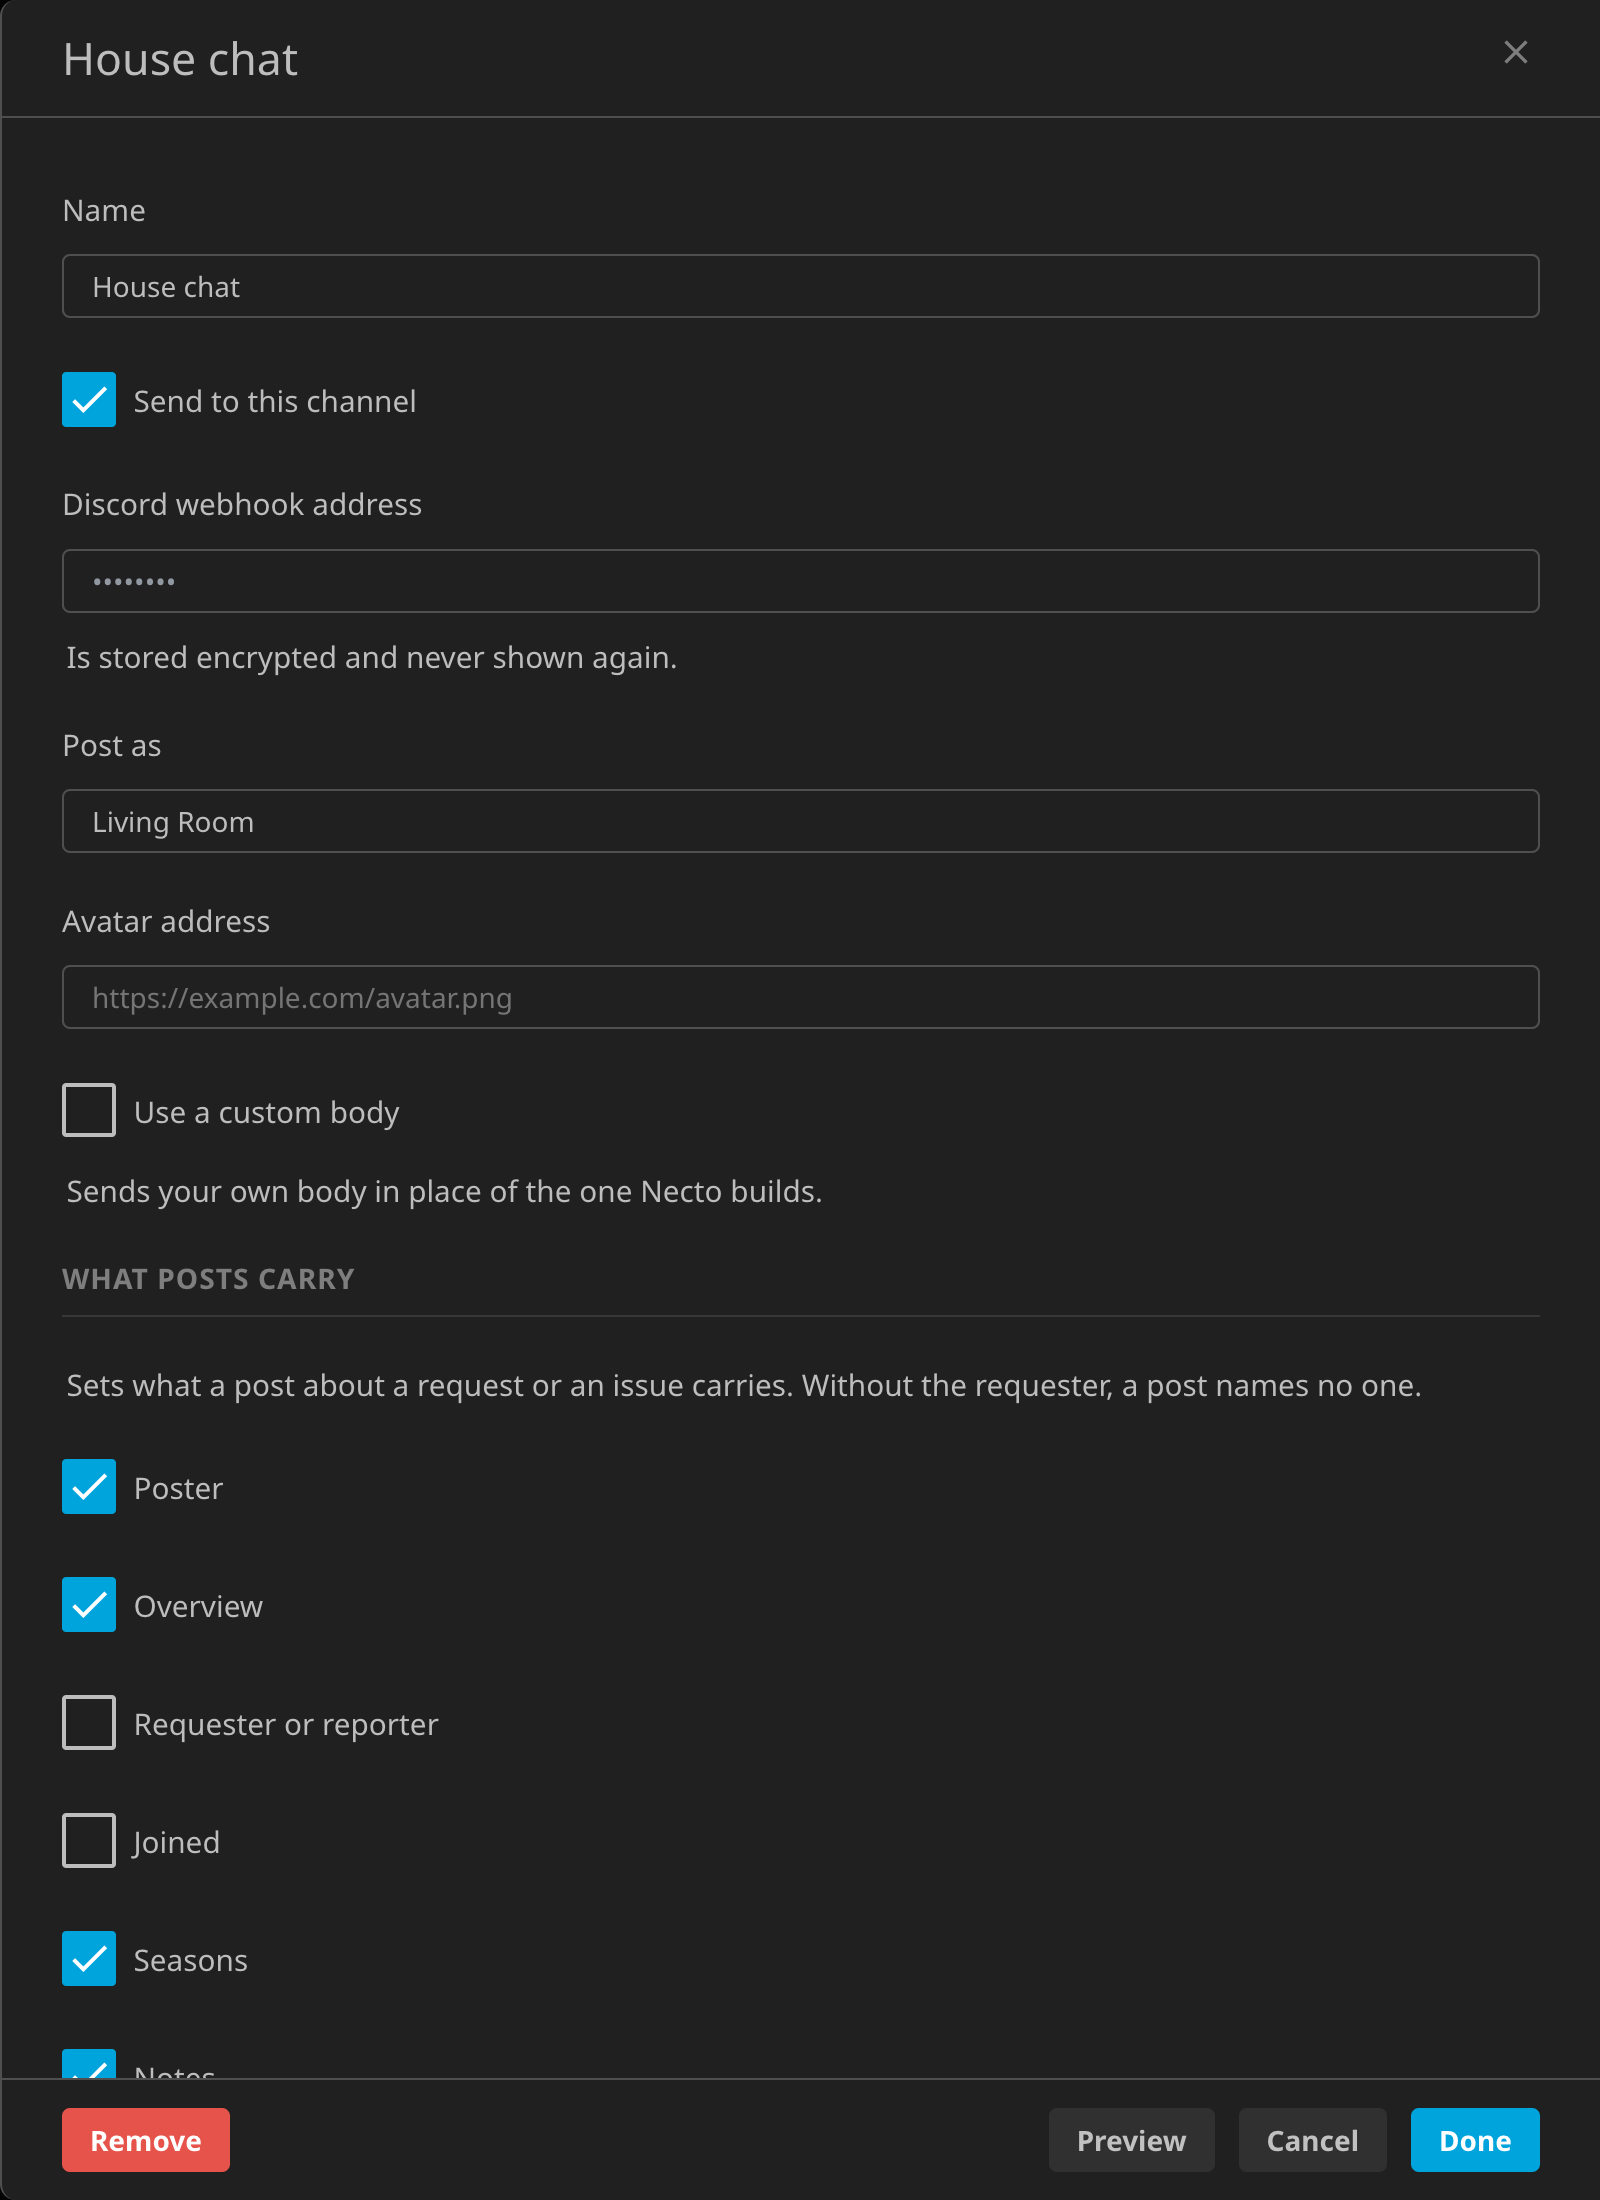 House chat
Name
House chat
Send to this channel
Discord webhook address
••••••••
Is stored encrypted and never shown again.
Post as
Living Room
Avatar address
https://example.com/avatar.png
Use a custom body
Sends your own body in place of the one Necto builds.
WHAT POSTS CARRY
Sets what a post about a request or an issue carries. Without the requester, a post names no one.
Poster
Overview
Requester or reporter
Joined
Seasons
Notes
Remove
Preview
Cancel
Done